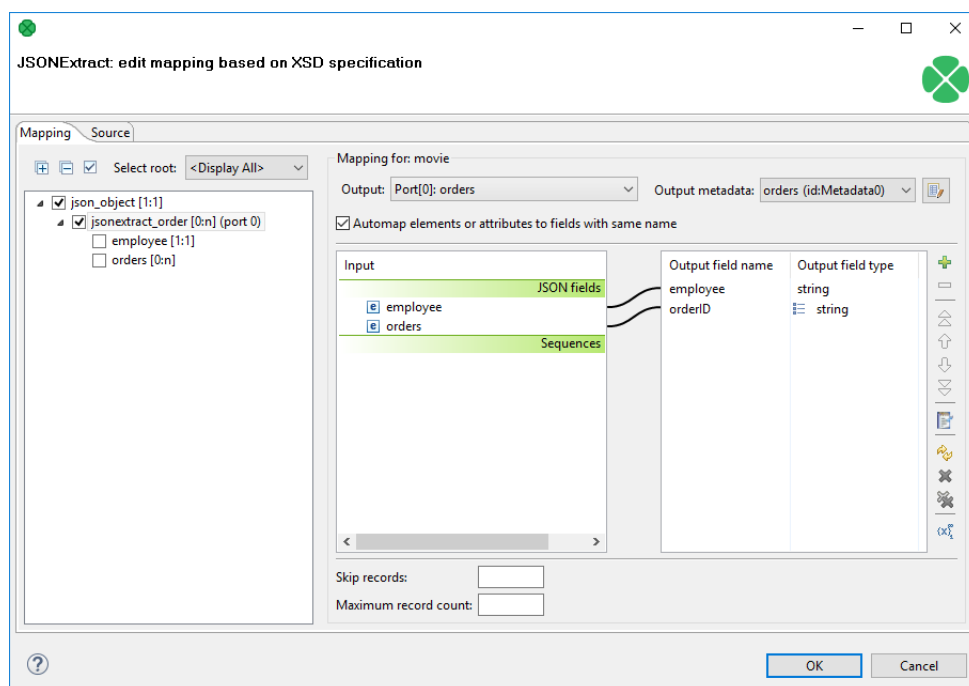 JSONExtract: edit mapping based on XSD specification
Mapping Source
Select root: <Display All>
json_object [1:1]
jsonextract_order [0:n] (port 0)
employee [1:1]
orders [0:n]
Mapping for: movie
Output: Port[0]: orders Output metadata: orders (id:Metadata0)
Automap elements or attributes to fields with same name
Input Output field name Output field type
JSON fields
e employee employee string
e orders orderID string
Sequences
{x}
Skip records:
Maximum record count:
? OK Cancel